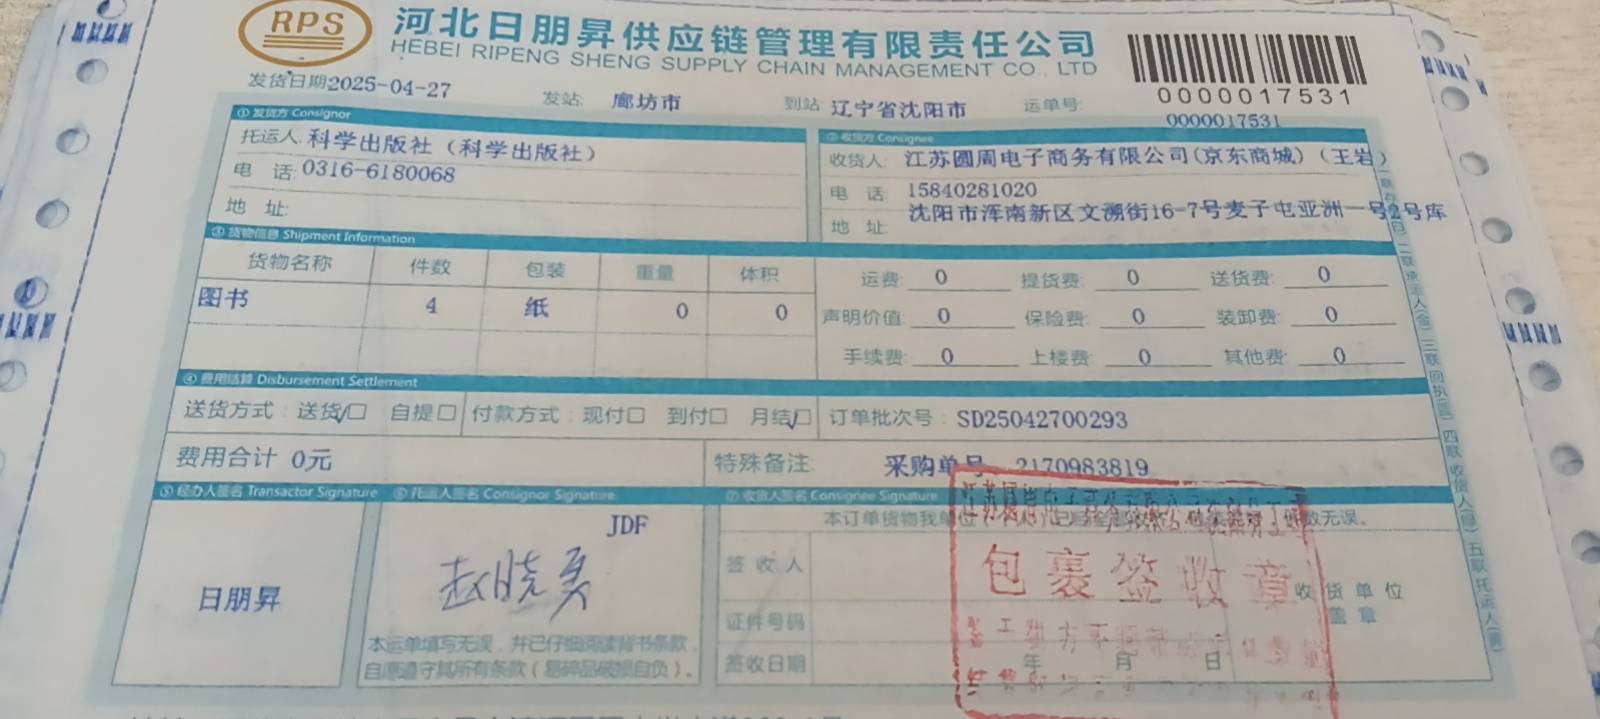 RPS
河北日朋昇供应链管理有限责任公司
HEBEI RIPENG SHENG SUPPLY CHAIN MANAGEMENT CO., LTD
0000017531
发货日期2025-04-27 发站: 廊坊市 到站: 辽宁省沈阳市 运单号: 0000017531
① 发货方 Consignor ② 收货方 Consignee
托运人: 科学出版社（科学出版社） 收货人: 江苏圆周电子商务有限公司(京东商城)（王岩）
电 话: 0316-6180068 电 话: 15840281020
地 址: 地 址: 沈阳市浑南新区文溯街16-7号麦子屯亚洲一号2号库
③ 货物信息 Shipment Information
货物名称 件数 包装 重量 体积 运费: 0 提货费: 0 送货费: 0
图书 4 纸 0 0 声明价值: 0 保险费: 0 装卸费: 0
手续费: 0 上楼费: 0 其他费: 0
④ 费用结算 Disbursement Settlement
送货方式：送货☐ 自提☐ 付款方式：现付☐ 到付☐ 月结☐ 订单批次号：SD25042700293
费用合计 0元 特殊备注: 采购单号 2170983819
⑤ 经办人签名 Transactor Signature ⑥ 托运人签名 Consignor Signature ⑦ 收货人签名 Consignee Signature
本订单货物我单位
无误。
JDF
日朋昇
赵晓勇
签 收 人
包裹签收章
收 货 单 位
盖 章
证件号码
签收日期 年 月 日
本运单填写无误，并已仔细阅读背书条款，
自愿遵守其所有条款（易碎品破损自负）。